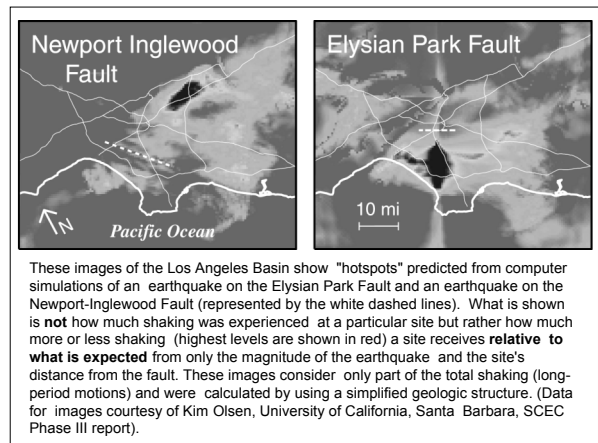 Newport Inglewood
Fault
Elysian Park Fault
N
Pacific Ocean
10 mi
These images of the Los Angeles Basin show "hotspots" predicted from computer
simulations of an earthquake on the Elysian Park Fault and an earthquake on the
Newport-Inglewood Fault (represented by the white dashed lines). What is shown
is not how much shaking was experienced at a particular site but rather how much
more or less shaking (highest levels are shown in red) a site receives relative to
what is expected from only the magnitude of the earthquake and the site's
distance from the fault. These images consider only part of the total shaking (long-
period motions) and were calculated by using a simplified geologic structure. (Data
for images courtesy of Kim Olsen, University of California, Santa Barbara, SCEC
Phase III report).